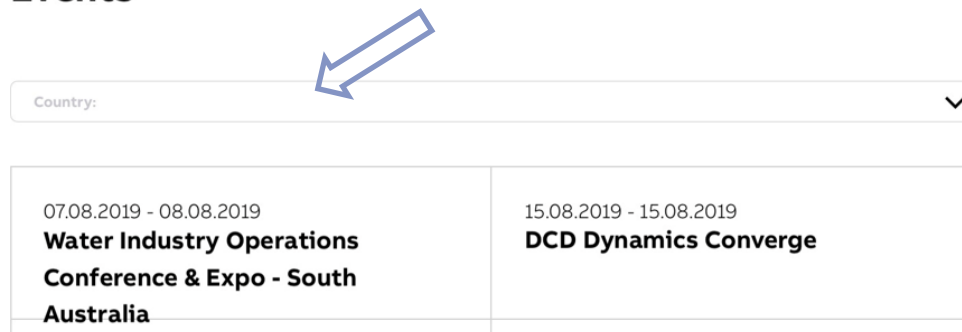 Events
Country:
07.08.2019 - 08.08.2019
Water Industry Operations
Conference & Expo - South
Australia
15.08.2019 - 15.08.2019
DCD Dynamics Converge